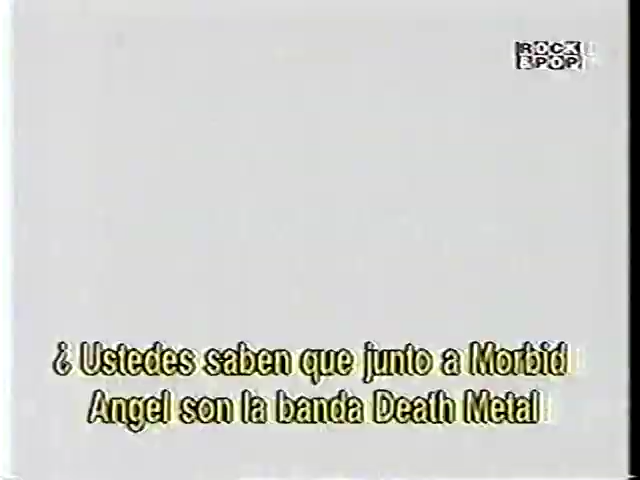 ROCK
& POP
¿ Ustedes saben que junto a Morbid
Angel son la banda Death Metal